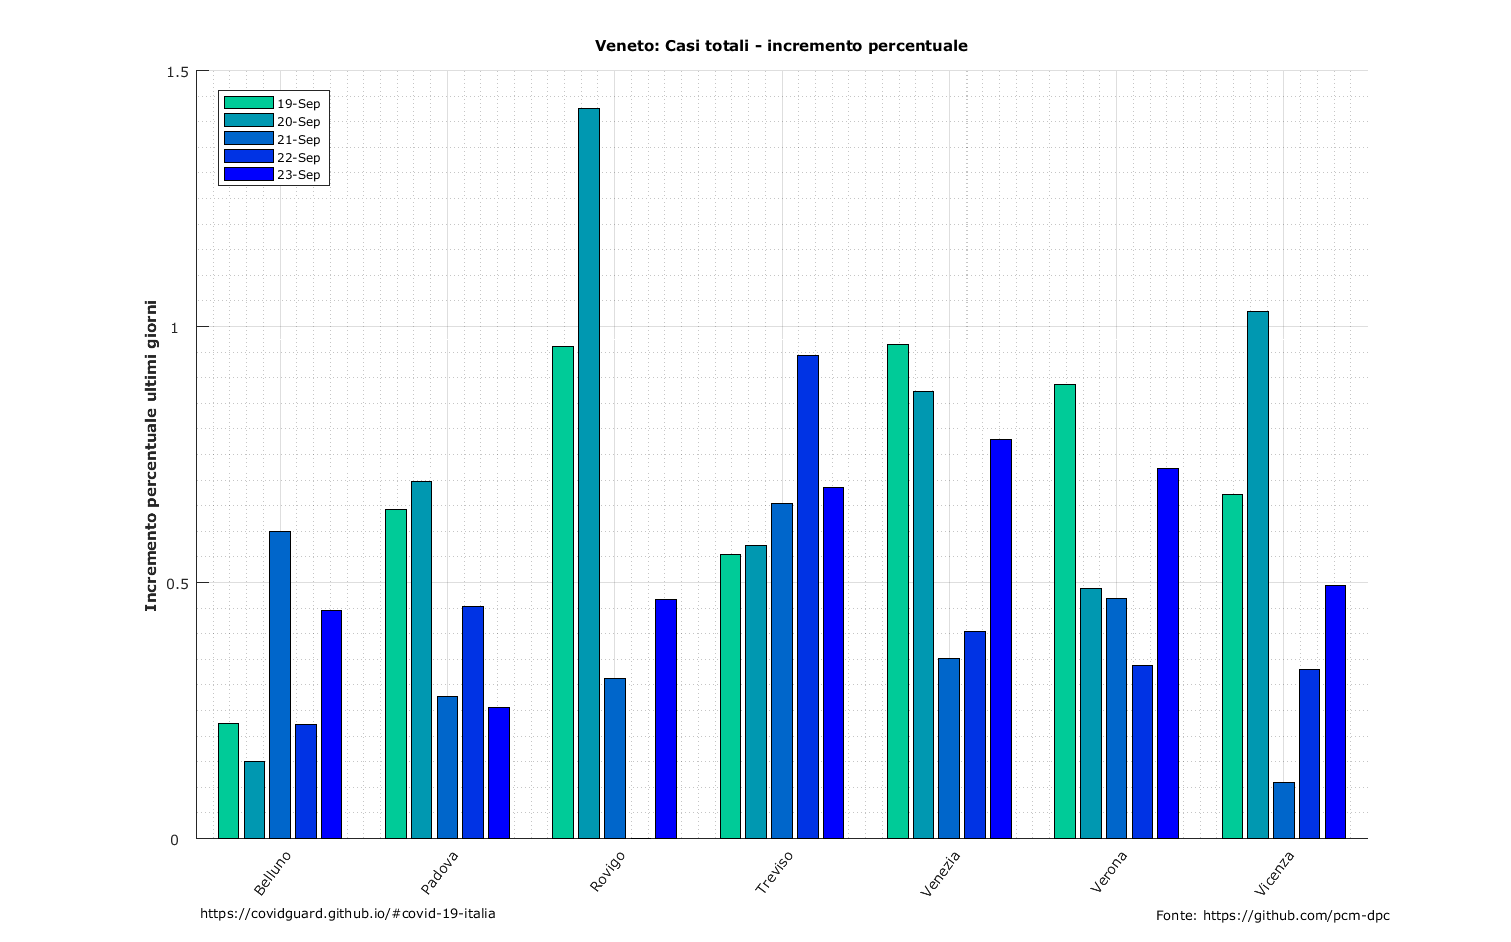 Veneto: Casi totali - incremento percentuale
1.5
1
0.5
0
Incremento percentuale ultimi giorni
19-Sep
20-Sep
21-Sep
22-Sep
23-Sep
Belluno
Padova
Rovigo
Treviso
Venezia
Verona
Vicenza
https://covidguard.github.io/#covid-19-italia
Fonte: https://github.com/pcm-dpc